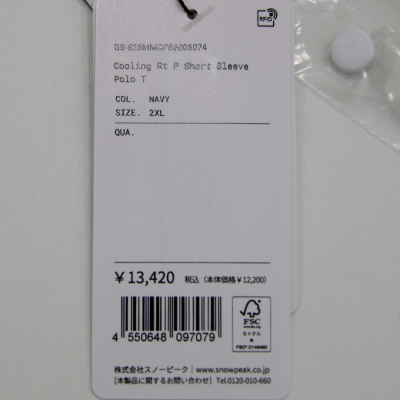 RFID
Cooling Rt P Short Sleeve
Polo T
COL. NAVY
SIZE. 2XL
QUA.
￥13,420 税込 (本体価格￥12,200)
4 550648 097079
FSC
株式会社スノーピーク / www.snowpeak.co.jp
[本製品に関するお問い合わせ] Tel.0120-010-660